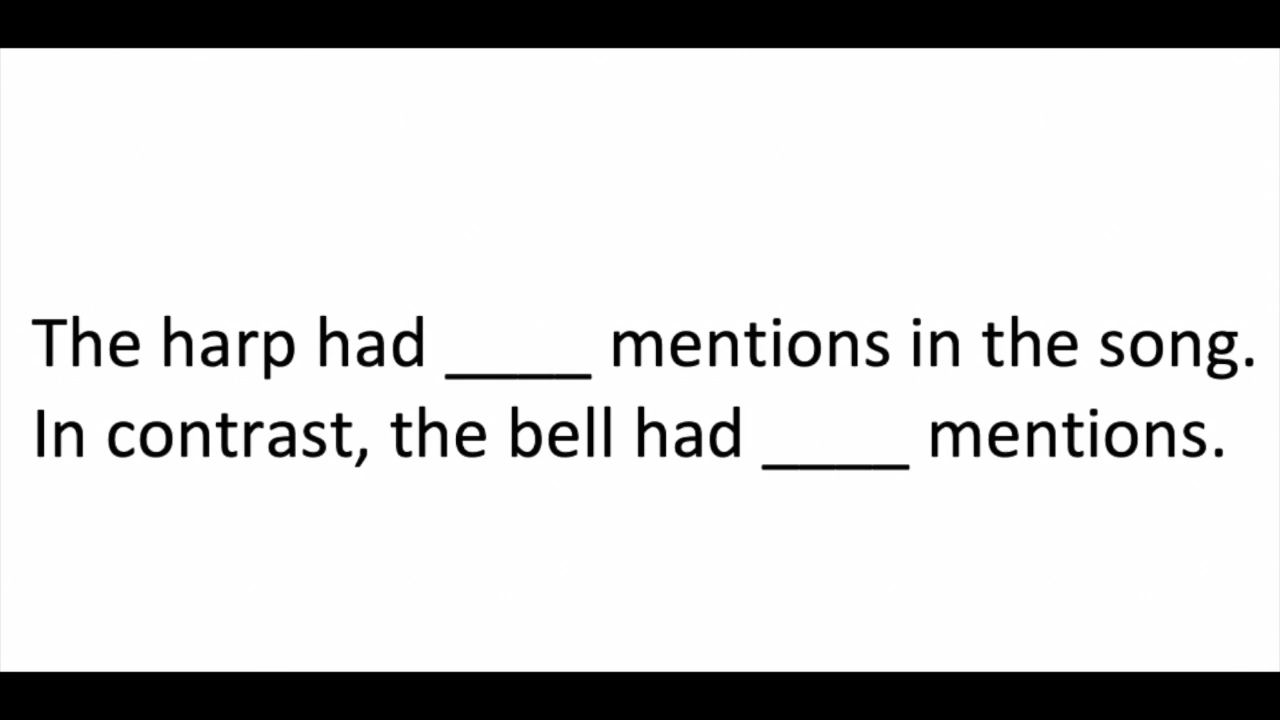 The harp had ____ mentions in the song.
In contrast, the bell had ____ mentions.